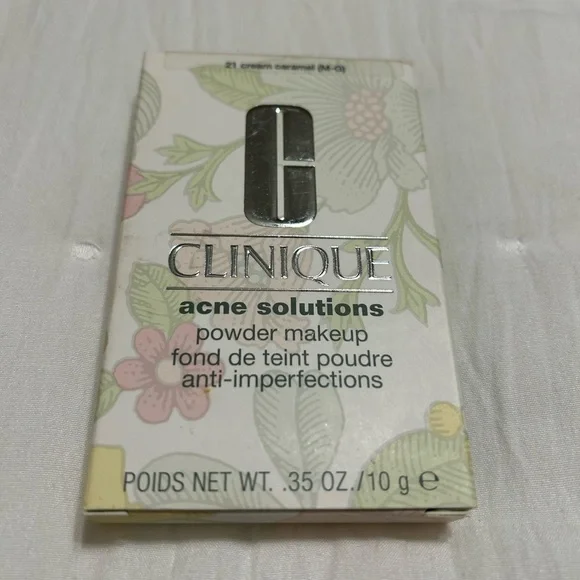 21 cream caramel (M-G)
CLINIQUE
acne solutions
powder makeup
fond de teint poudre
anti-imperfections
POIDS NET WT. .35 OZ./10 g ℮